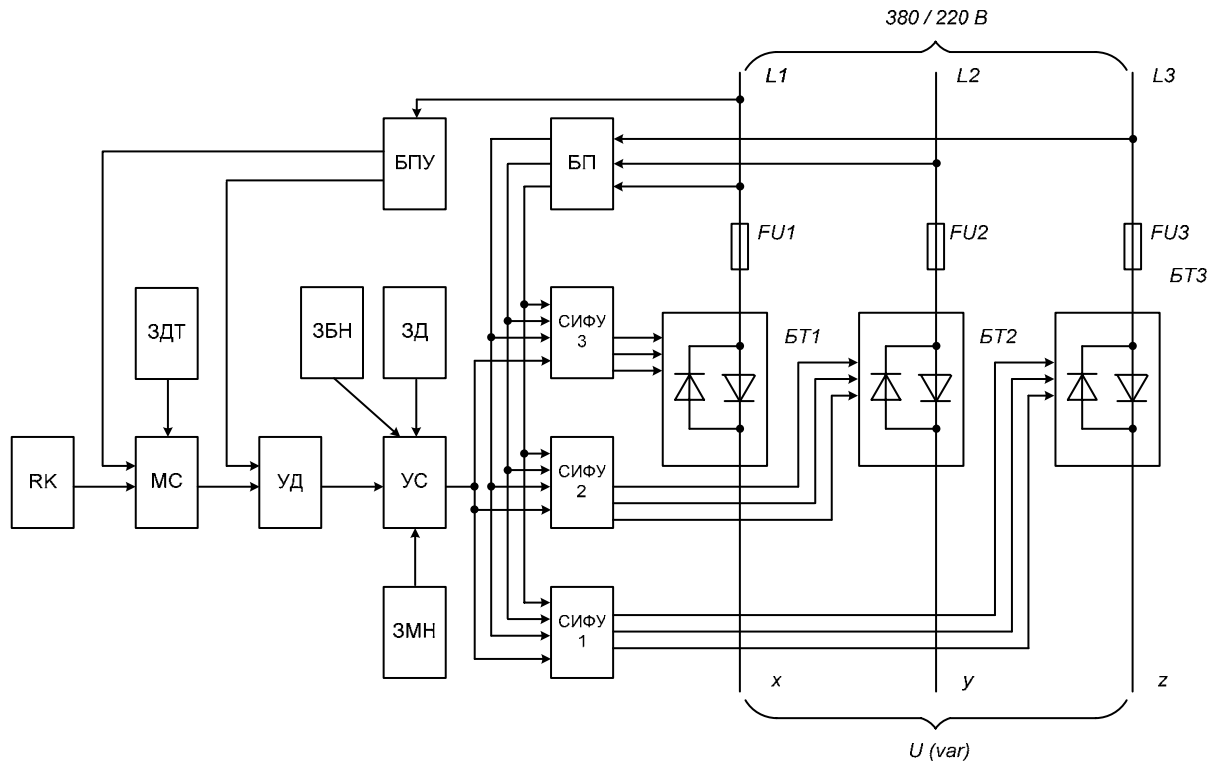 380 / 220 В
L1
L2
L3
БПУ
БП
FU1
FU2
FU3
БТ3
ЗДТ
ЗБН
ЗД
СИФУ
3
БТ1
БТ2
RK
МС
УД
УС
СИФУ
2
ЗМН
СИФУ
1
x
y
z
U (var)